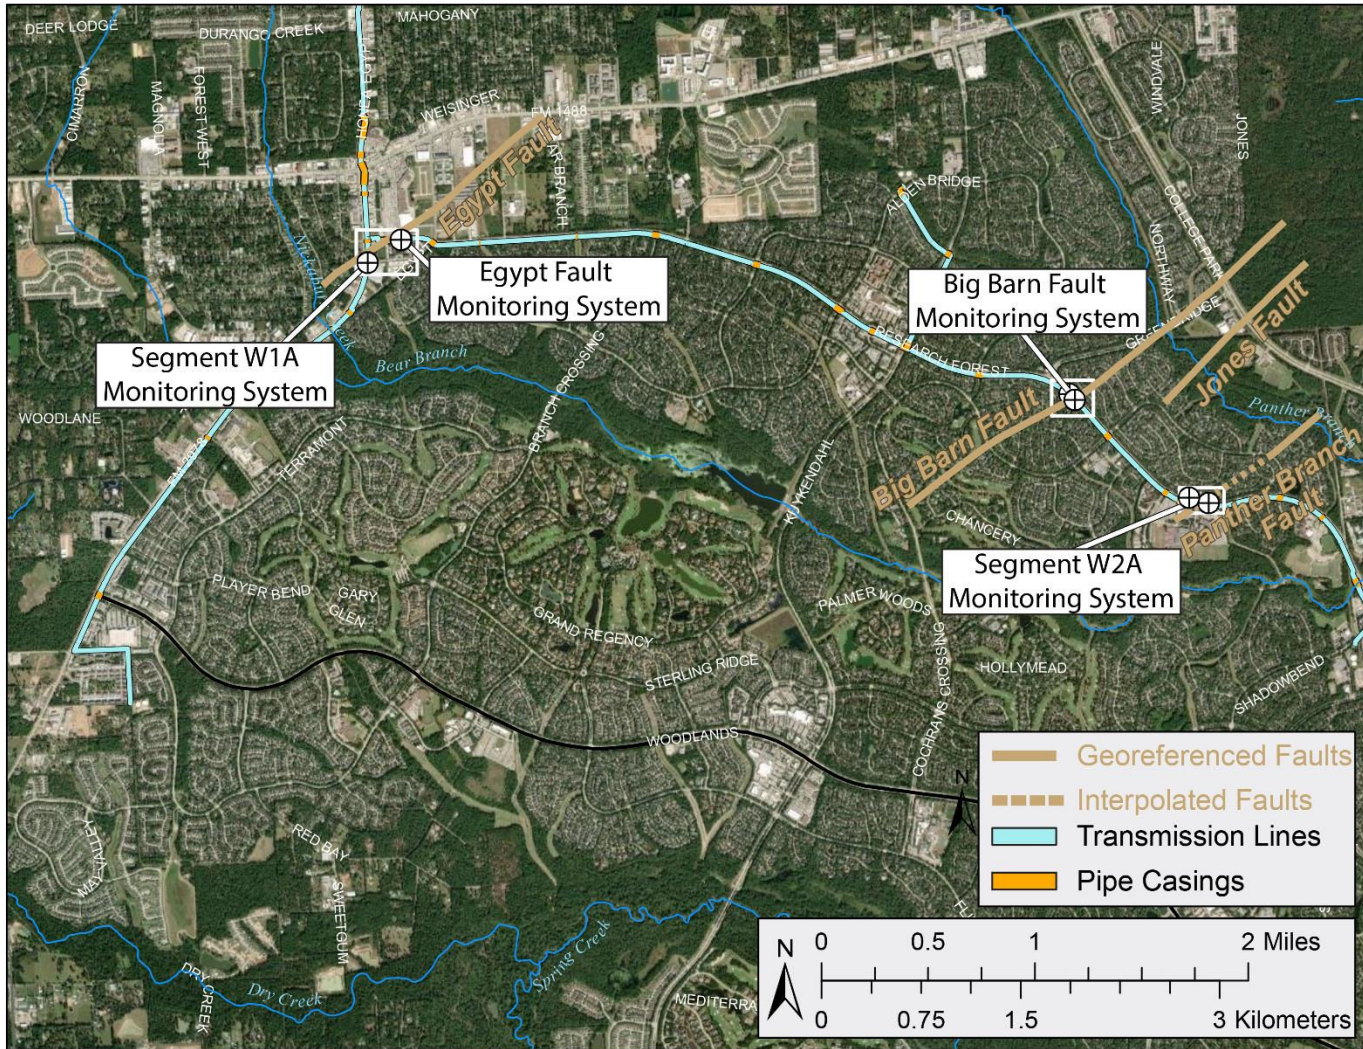 MAHOGANY
DEER LODGE
DURANGO CREEK
CIMARRON
MAGNOLIA
FOREST WEST
WEISINGER
FM 1488
WINDVALE
JONES
Egypt Fault
ALDEN BRIDGE
COLLEGE PARK
NORTHWAY
Egypt Fault
Monitoring System
Big Barn Fault
Monitoring System
Segment W1A
Monitoring System
Creek
Bear Branch
RESEARCH FOREST
Jones Fault
Panther Branch
WOODLANE
TERRAMONT
BRANCH CROSSING
KUYKENDAHL
Big Barn Fault
Panther Branch
Fault
CHANCERY
Segment W2A
Monitoring System
PLAYER BEND
GARY
GLEN
GRAND REGENCY
PALMER WOODS
STERLING RIDGE
HOLLYMEAD
COCHRANS CROSSING
SHADOWBEND
WOODLANDS
MAY VALLEY
RED BAY
SWEETGUM
DRY CREEK
Dry Creek
Spring Creek
N
Georeferenced Faults
Interpolated Faults
Transmission Lines
Pipe Casings
N
0 0.5 1 2 Miles
0 0.75 1.5 3 Kilometers